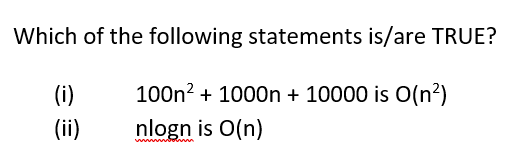 Which of the following statements is/are TRUE?
(i) 100n² + 1000n + 10000 is O(n²)
(ii) nlogn is O(n)